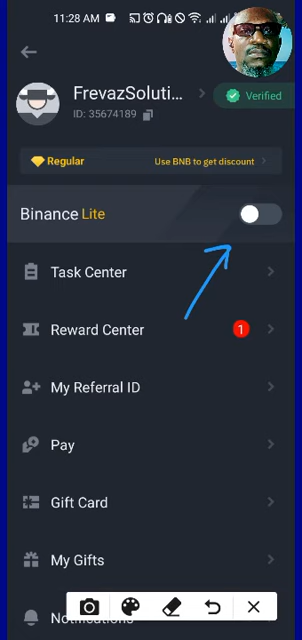 11:28 AM
FrevazSoluti...
ID: 35674189
Verified
Regular
Use BNB to get discount
Binance Lite
Task Center
Reward Center
1
My Referral ID
Pay
Gift Card
My Gifts
Notifications